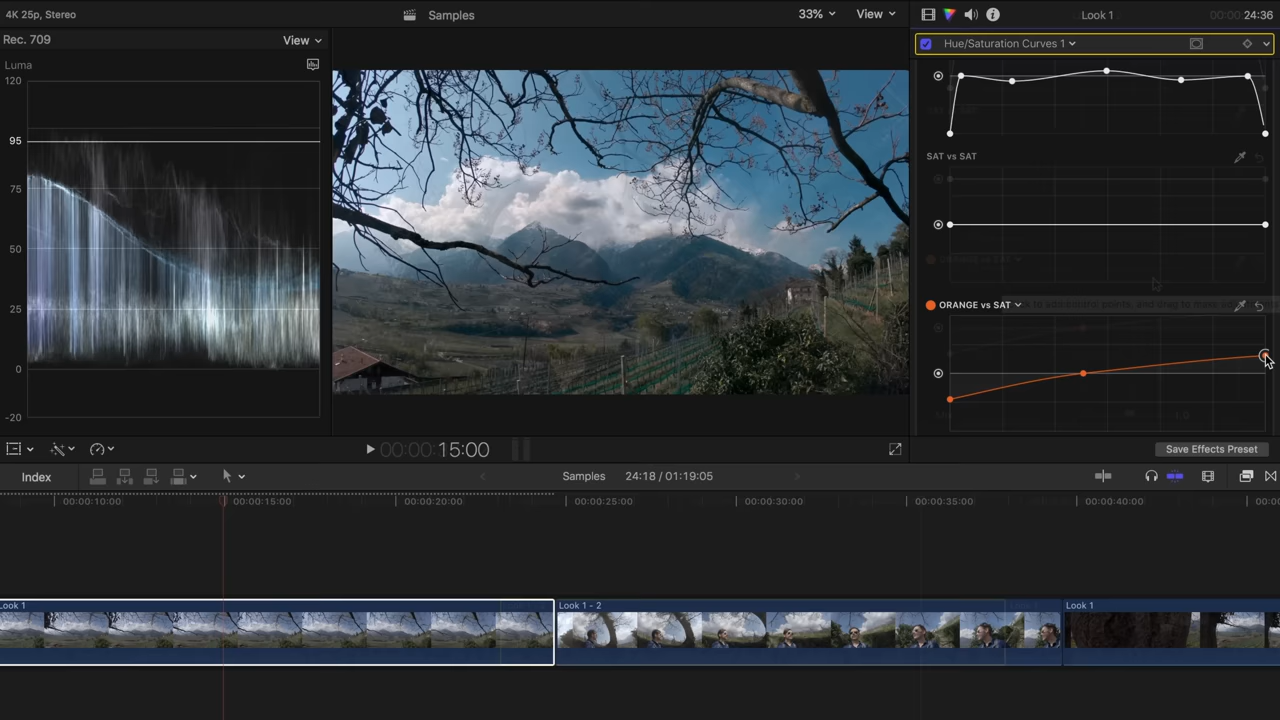 4K 25p, Stereo
Samples
33%
View
Look 1
00:00:24:36
Rec. 709
View
Hue/Saturation Curves 1
Luma
120
95
75
50
25
0
-20
SAT vs SAT
ORANGE vs SAT
00:00:15:00
Save Effects Preset
Index
Samples
24:18 / 01:19:05
00:00:10:00
00:00:15:00
00:00:20:00
00:00:25:00
00:00:30:00
00:00:35:00
00:00:40:00
Look 1
Look 1 - 2
Look 1